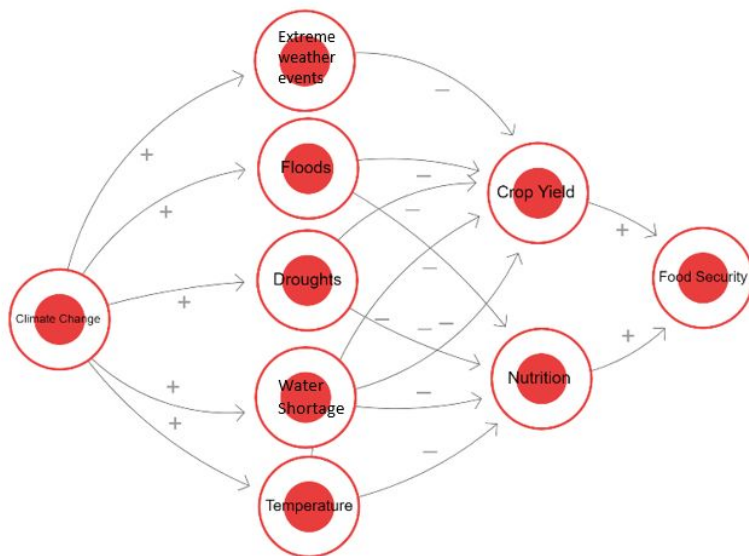 Extreme
weather
events
Floods
Droughts
Water
Shortage
Temperature
Climate Change
Crop Yield
Nutrition
Food Security
+
+
+
+
+
−
−
−
−
−
−
−
−
−
+
+